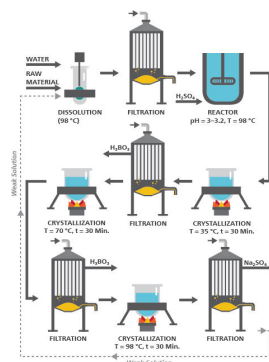 WATER
RAW
MATERIAL
DISSOLUTION
(98 °C)
FILTRATION
H₂SO₄
REACTOR
pH = 3–3.2, T = 98 °C
H₃BO₃
CRYSTALLIZATION
T = 70 °C, t = 30 Min.
FILTRATION
CRYSTALLIZATION
T = 35 °C, t = 30 Min.
Weak Solution
H₃BO₃
Na₂SO₄
FILTRATION
CRYSTALLIZATION
T = 98 °C, t = 30 Min.
FILTRATION
Weak Solution